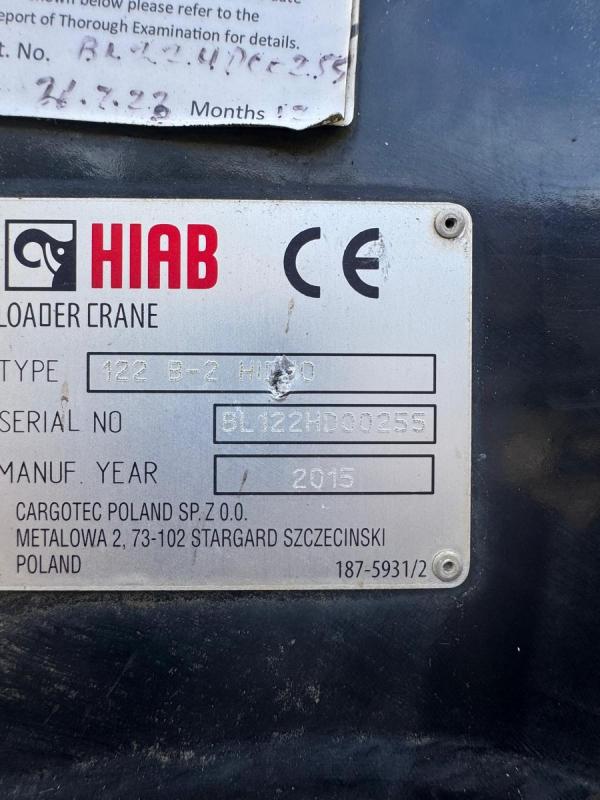 shown below please refer to the
eport of Thorough Examination for details.
t. No.
Months
HIAB CE
LOADER CRANE
TYPE 122 B-2
SERIAL NO BL122HD00255
MANUF. YEAR 2015
CARGOTEC POLAND SP. Z O.O.
METALOWA 2, 73-102 STARGARD SZCZECINSKI
POLAND 187-5931/2